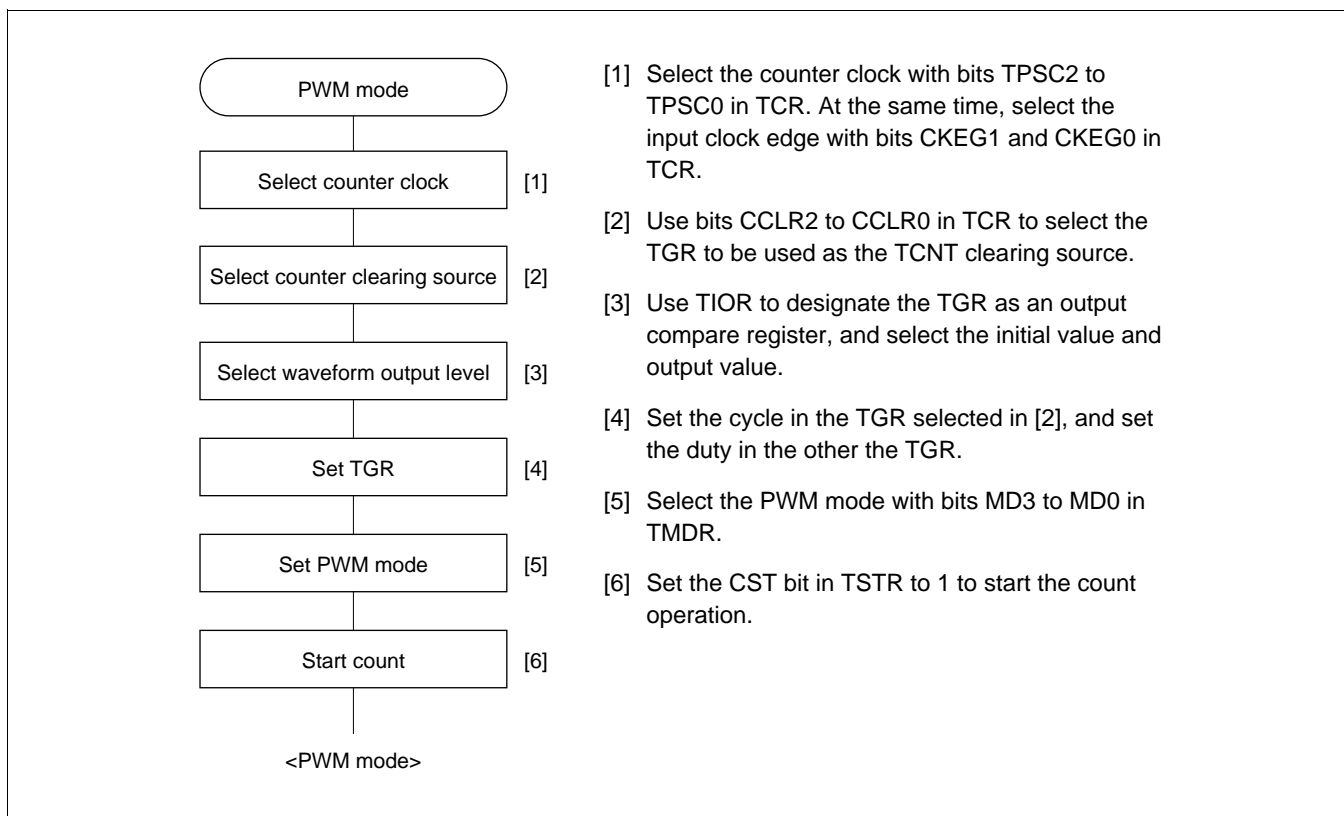 PWM mode
Select counter clock [1]
Select counter clearing source [2]
Select waveform output level [3]
Set TGR [4]
Set PWM mode [5]
Start count [6]
<PWM mode>
[1] Select the counter clock with bits TPSC2 to
TPSC0 in TCR. At the same time, select the
input clock edge with bits CKEG1 and CKEG0 in
TCR.
[2] Use bits CCLR2 to CCLR0 in TCR to select the
TGR to be used as the TCNT clearing source.
[3] Use TIOR to designate the TGR as an output
compare register, and select the initial value and
output value.
[4] Set the cycle in the TGR selected in [2], and set
the duty in the other the TGR.
[5] Select the PWM mode with bits MD3 to MD0 in
TMDR.
[6] Set the CST bit in TSTR to 1 to start the count
operation.